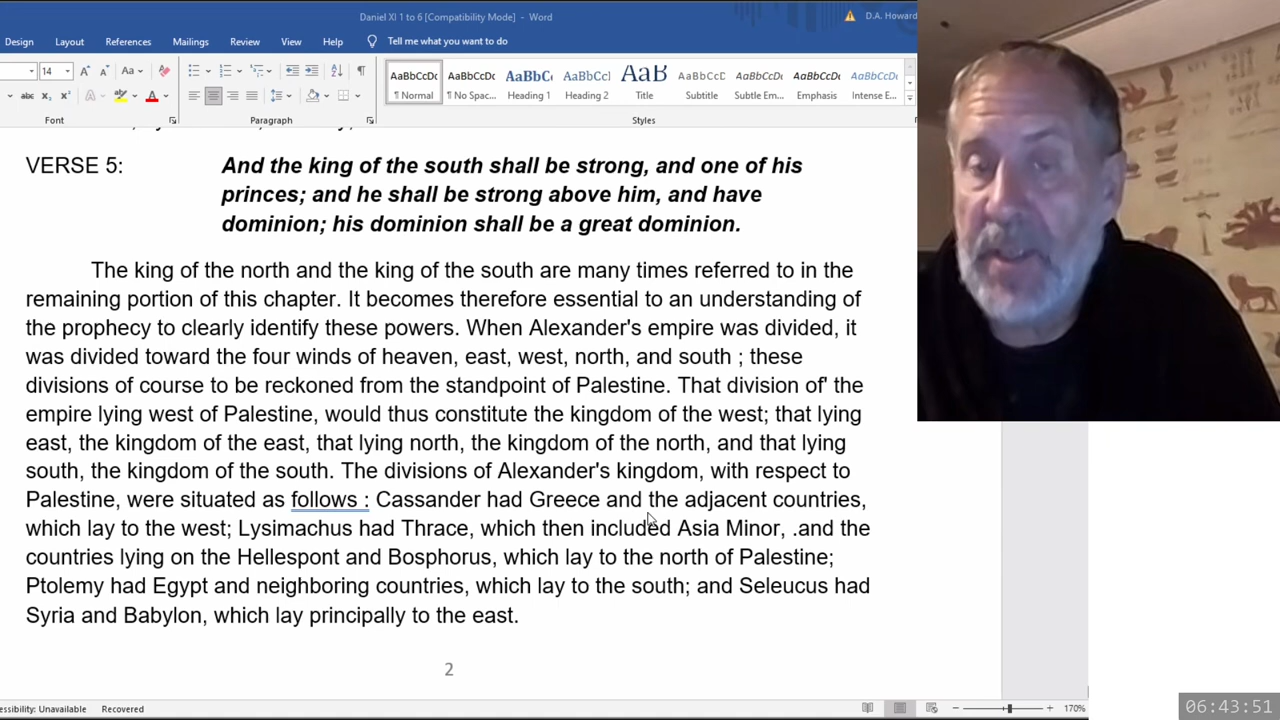 Daniel XI 1 to 6 [Compatibility Mode] - Word
D.A. Howard
Design Layout References Mailings Review View Help Tell me what you want to do
14 Aa
AaBbCcDc AaBbCcDc AaBbC AaBbCcI AaB AaBbCcD AaBbCcD AaBbCcDc AaBbCcDc
¶ Normal ¶ No Spac... Heading 1 Heading 2 Title Subtitle Subtle Em... Emphasis Intense E...
Font Paragraph Styles
VERSE 5: And the king of the south shall be strong, and one of his
princes; and he shall be strong above him, and have
dominion; his dominion shall be a great dominion.
The king of the north and the king of the south are many times referred to in the
remaining portion of this chapter. It becomes therefore essential to an understanding of
the prophecy to clearly identify these powers. When Alexander's empire was divided, it
was divided toward the four winds of heaven, east, west, north, and south ; these
divisions of course to be reckoned from the standpoint of Palestine. That division of' the
empire lying west of Palestine, would thus constitute the kingdom of the west; that lying
east, the kingdom of the east, that lying north, the kingdom of the north, and that lying
south, the kingdom of the south. The divisions of Alexander's kingdom, with respect to
Palestine, were situated as follows : Cassander had Greece and the adjacent countries,
which lay to the west; Lysimachus had Thrace, which then included Asia Minor, .and the
countries lying on the Hellespont and Bosphorus, which lay to the north of Palestine;
Ptolemy had Egypt and neighboring countries, which lay to the south; and Seleucus had
Syria and Babylon, which lay principally to the east.
2
essibility: Unavailable Recovered 170%
06:43:51